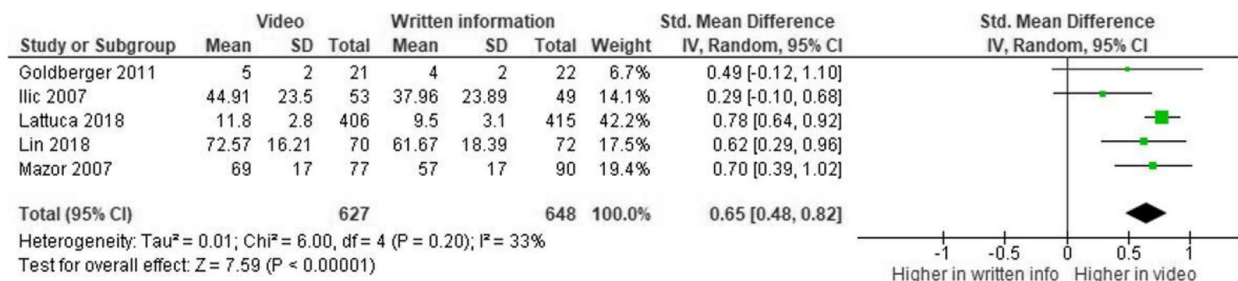 Video Written information Std. Mean Difference Std. Mean Difference
Study or Subgroup Mean SD Total Mean SD Total Weight IV, Random, 95% CI IV, Random, 95% CI
Goldberger 2011 5 2 21 4 2 22 6.7% 0.49 [-0.12, 1.10]
Ilic 2007 44.91 23.5 53 37.96 23.89 49 14.1% 0.29 [-0.10, 0.68]
Lattuca 2018 11.8 2.8 406 9.5 3.1 415 42.2% 0.78 [0.64, 0.92]
Lin 2018 72.57 16.21 70 61.67 18.39 72 17.5% 0.62 [0.29, 0.96]
Mazor 2007 69 17 77 57 17 90 19.4% 0.70 [0.39, 1.02]
Total (95% CI) 627 648 100.0% 0.65 [0.48, 0.82]
Heterogeneity: Tau² = 0.01; Chi² = 6.00, df = 4 (P = 0.20); I² = 33%
Test for overall effect: Z = 7.59 (P < 0.00001)
-1 -0.5 0 0.5 1
Higher in written info Higher in video